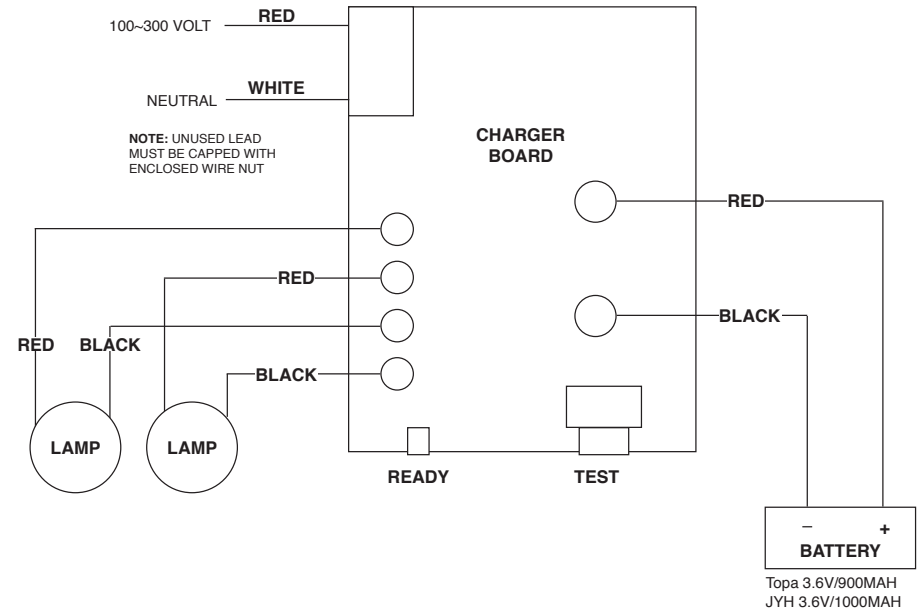 100~300 VOLT
RED
NEUTRAL
WHITE
NOTE: UNUSED LEAD
MUST BE CAPPED WITH
ENCLOSED WIRE NUT
CHARGER
BOARD
RED
RED
BLACK
RED
BLACK
BLACK
LAMP
LAMP
READY
TEST
– +
BATTERY
Topa 3.6V/900MAH
JYH 3.6V/1000MAH